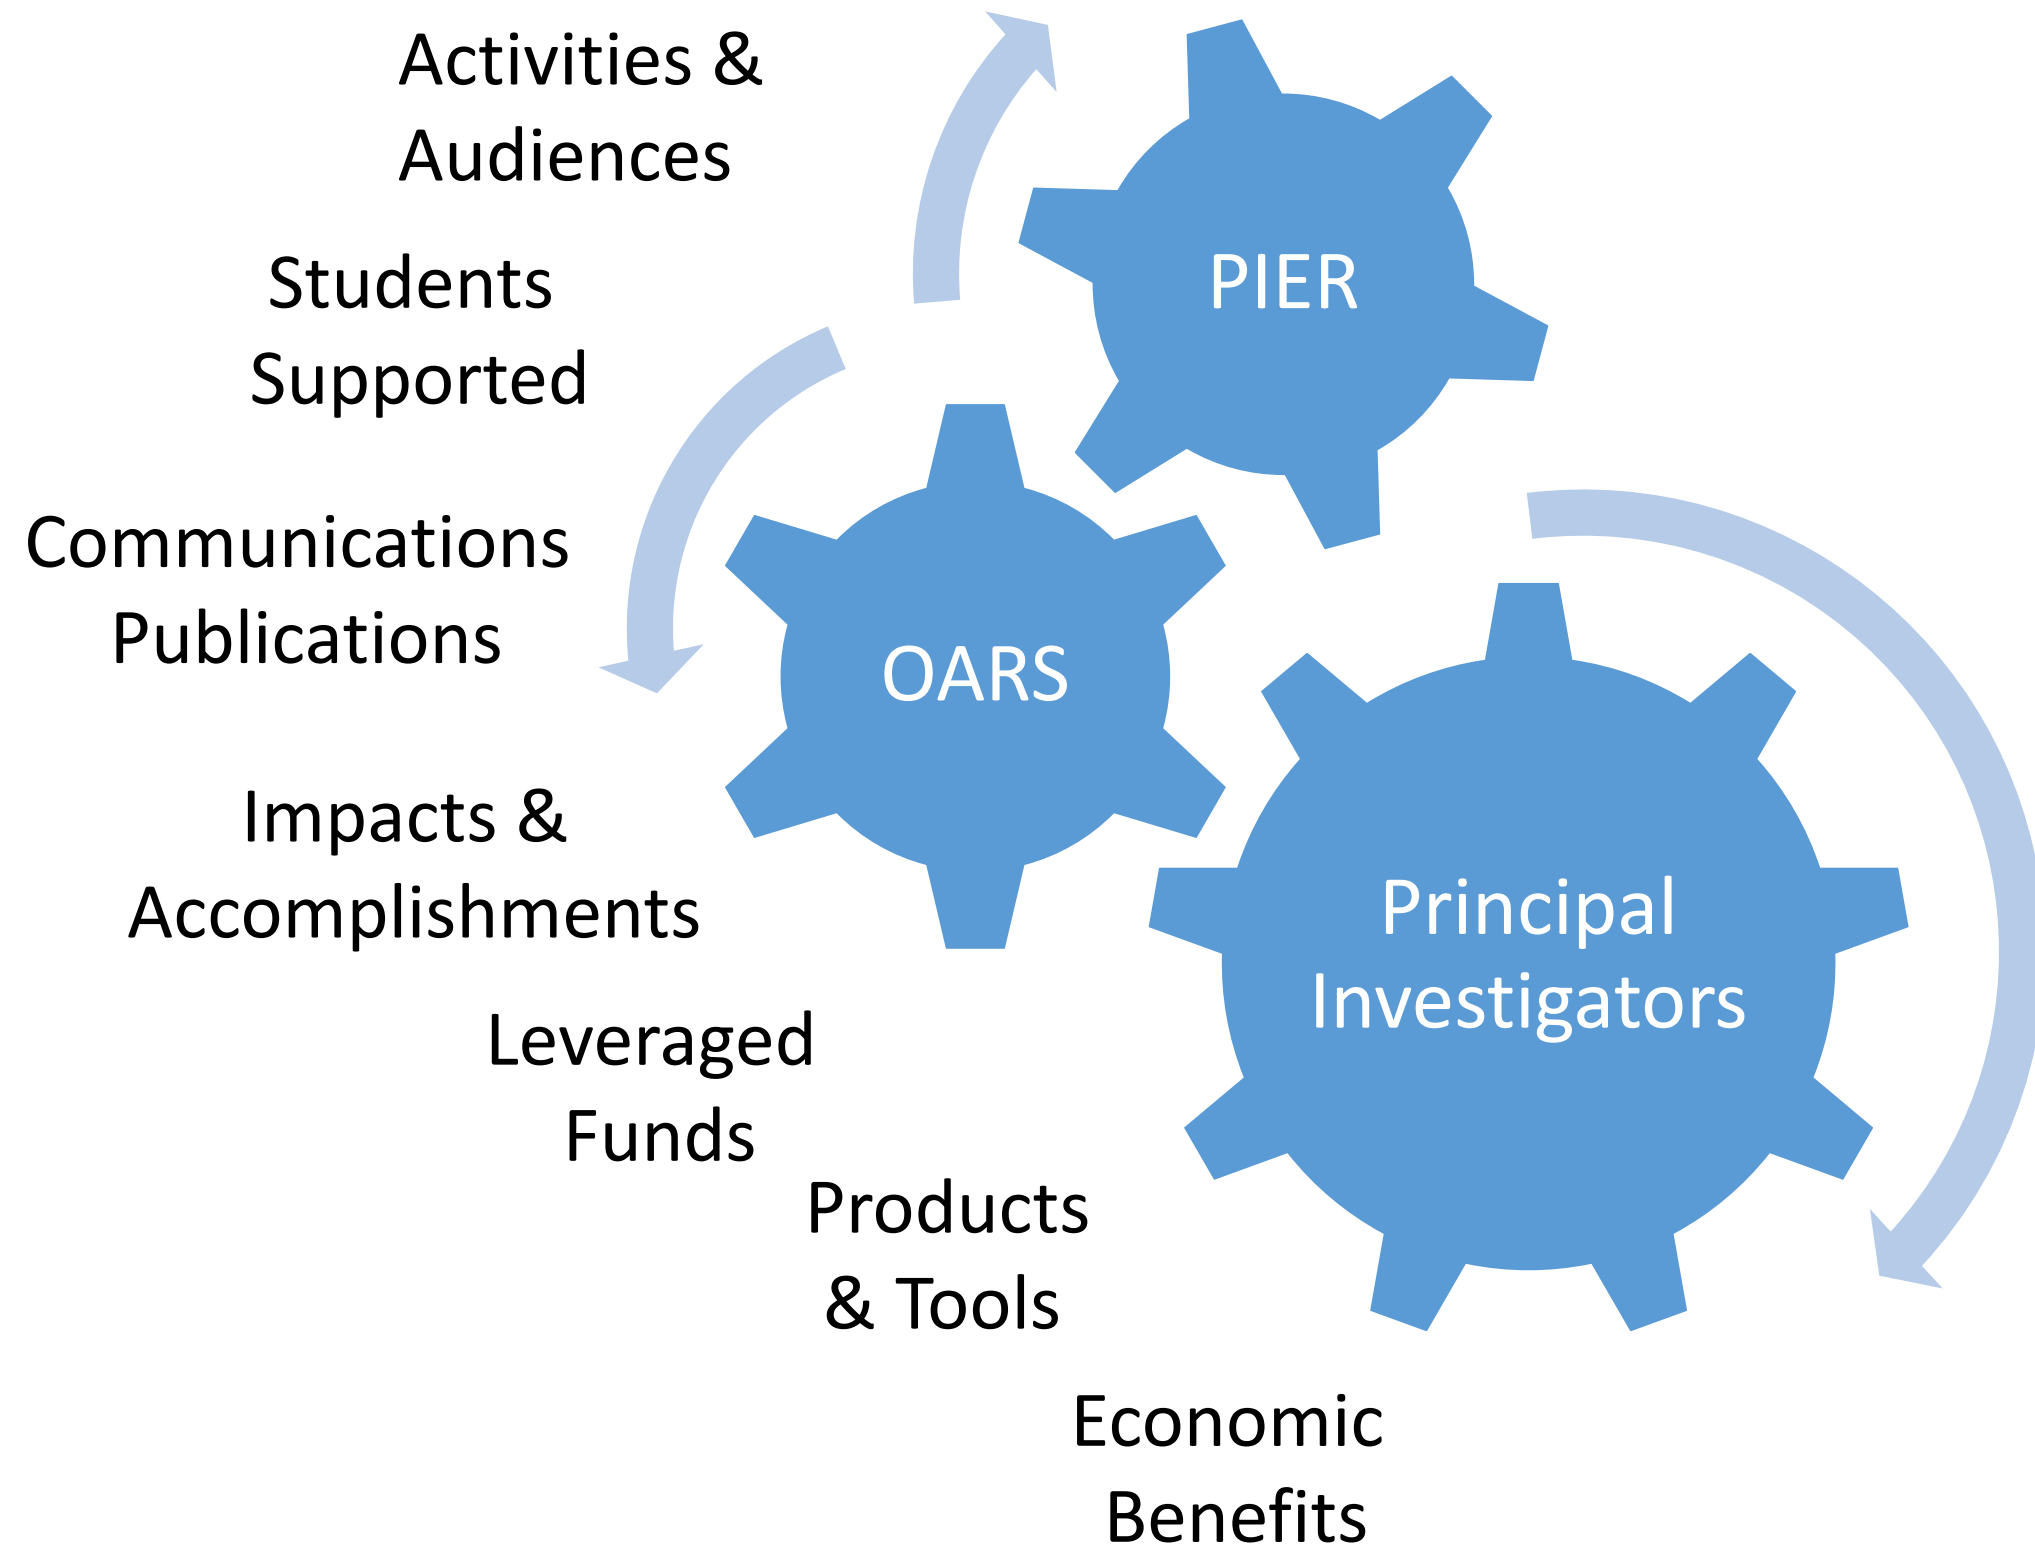 Activities &
Audiences
Students
Supported
Communications
Publications
Impacts &
Accomplishments
Leveraged
Funds
Products
& Tools
Economic
Benefits
PIER
OARS
Principal
Investigators